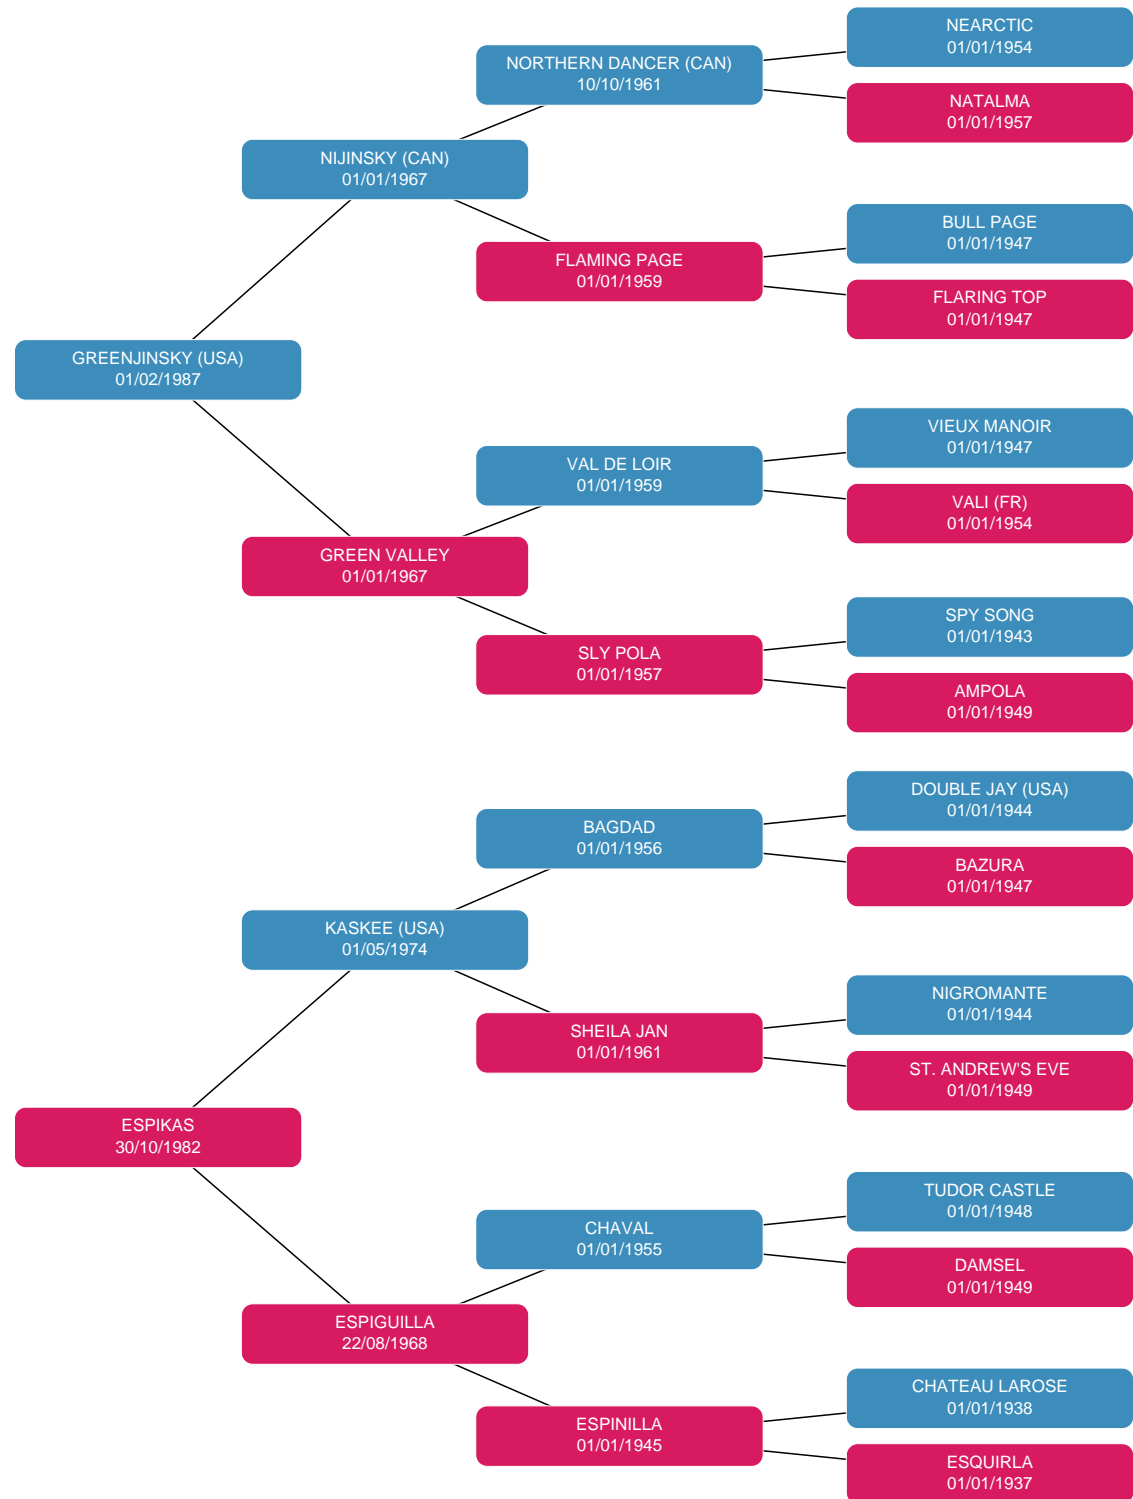 NEARCTIC
01/01/1954
NORTHERN DANCER (CAN)
10/10/1961
NATALMA
01/01/1957
NIJINSKY (CAN)
01/01/1967
BULL PAGE
01/01/1947
FLAMING PAGE
01/01/1959
FLARING TOP
01/01/1947
GREENJINSKY (USA)
01/02/1987
VIEUX MANOIR
01/01/1947
VAL DE LOIR
01/01/1959
VALI (FR)
01/01/1954
GREEN VALLEY
01/01/1967
SPY SONG
01/01/1943
SLY POLA
01/01/1957
AMPOLA
01/01/1949
DOUBLE JAY (USA)
01/01/1944
BAGDAD
01/01/1956
BAZURA
01/01/1947
KASKEE (USA)
01/05/1974
NIGROMANTE
01/01/1944
SHEILA JAN
01/01/1961
ST. ANDREW'S EVE
01/01/1949
ESPIKAS
30/10/1982
TUDOR CASTLE
01/01/1948
CHAVAL
01/01/1955
DAMSEL
01/01/1949
ESPIGUILLA
22/08/1968
CHATEAU LAROSE
01/01/1938
ESPINILLA
01/01/1945
ESQUIRLA
01/01/1937